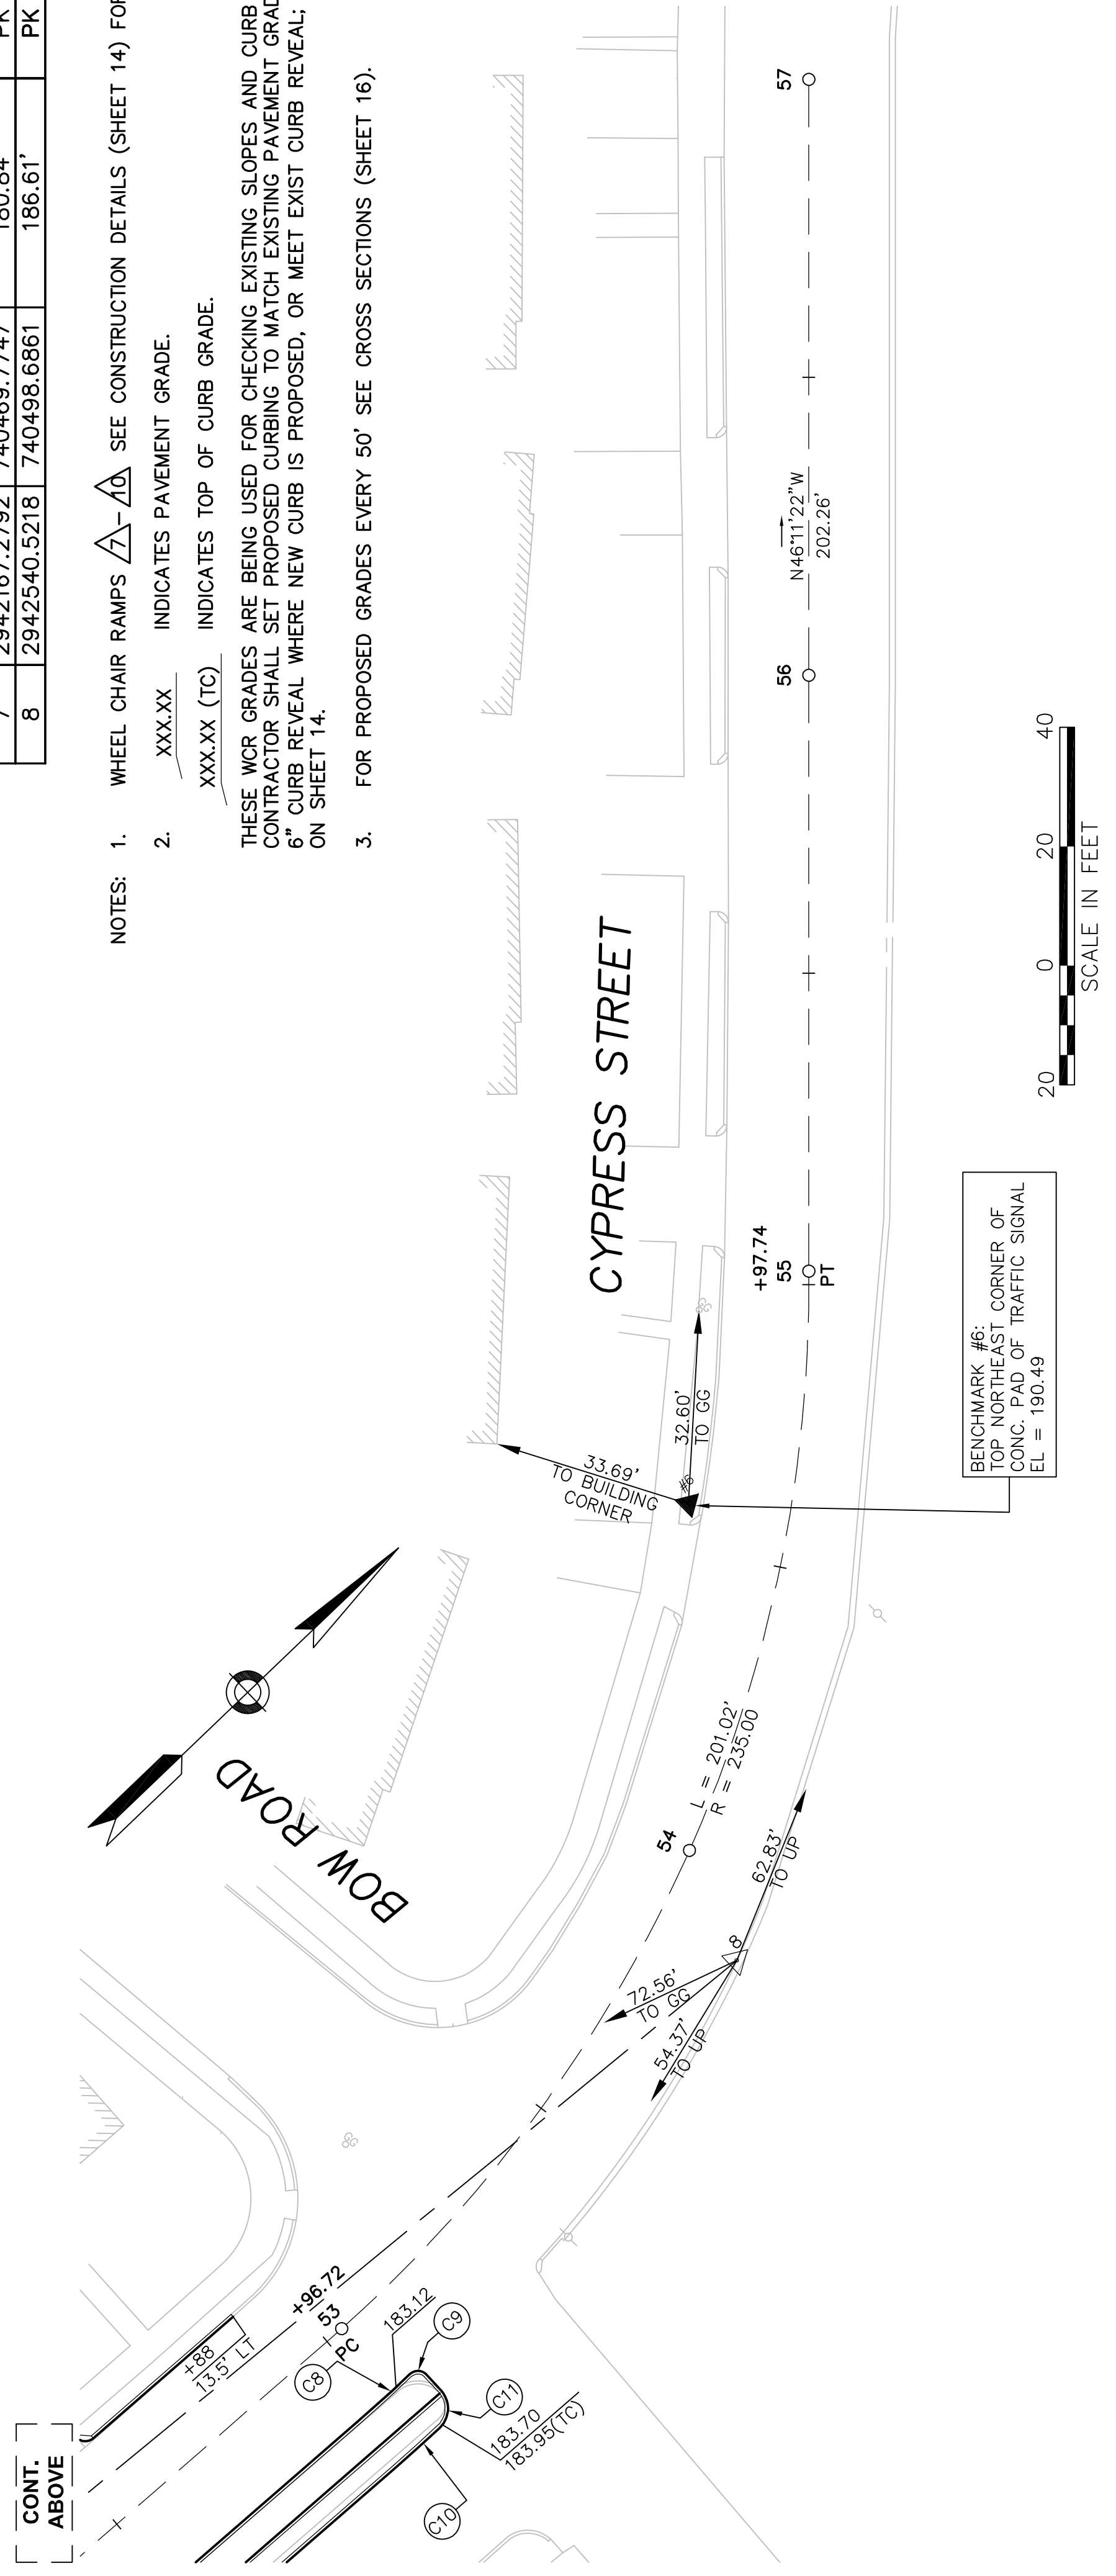 7 2942167.2792 740469.7747 180.84 PK
8 2942540.5218 740498.6861 186.61' PK
NOTES: 1. WHEEL CHAIR RAMPS 7 - 10 SEE CONSTRUCTION DETAILS (SHEET 14) FOR
2. XXX.XX INDICATES PAVEMENT GRADE.
XXX.XX (TC) INDICATES TOP OF CURB GRADE.
THESE WCR GRADES ARE BEING USED FOR CHECKING EXISTING SLOPES AND CURB
CONTRACTOR SHALL SET PROPOSED CURBING TO MATCH EXISTING PAVEMENT GRAD
6" CURB REVEAL WHERE NEW CURB IS PROPOSED, OR MEET EXIST CURB REVEAL;
ON SHEET 14.
3. FOR PROPOSED GRADES EVERY 50' SEE CROSS SECTIONS (SHEET 16).
CYPRESS STREET
BOW ROAD
57
N46°11'22"W
202.26'
56
+97.74
55
PT
32.60'
TO GG
#6
33.69'
TO BUILDING
CORNER
BENCHMARK #6:
TOP NORTHEAST CORNER OF
CONC. PAD OF TRAFFIC SIGNAL
EL = 190.49
L = 201.02'
R = 235.00
54
62.83'
TO UP
8
72.56'
TO GG
54.37'
TO UP
+96.72
53
PC
183.12
C8
C9
C11
183.70
183.95(TC)
C10
+88
13.5' LT
CONT.
ABOVE
20 0 20 40
SCALE IN FEET